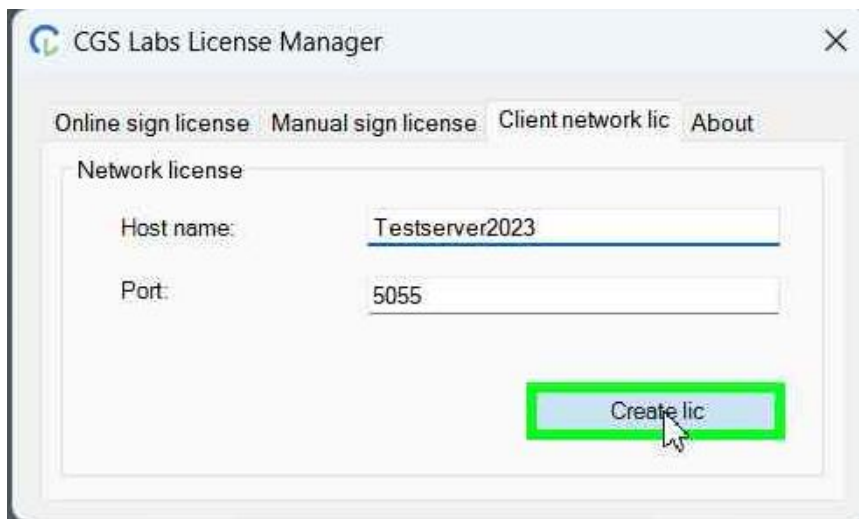 CGS Labs License Manager
Online sign license Manual sign license Client network lic About
Network license
Host name: Testserver2023
Port: 5055
Create lic